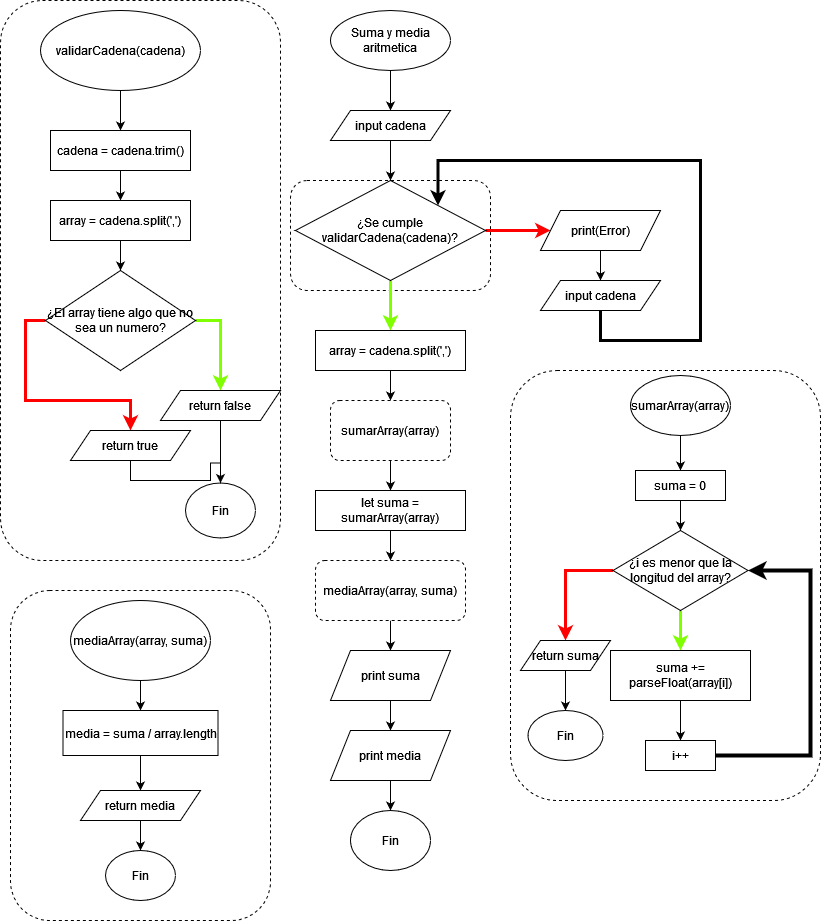 validarCadena(cadena)
cadena = cadena.trim()
array = cadena.split(',')
¿El array tiene algo que no
sea un numero?
return false
return true
Fin
Suma y media
aritmetica
input cadena
¿Se cumple
validarCadena(cadena)?
print(Error)
input cadena
array = cadena.split(',')
sumarArray(array)
let suma =
sumarArray(array)
mediaArray(array, suma)
print suma
print media
Fin
sumarArray(array)
suma = 0
¿i es menor que la
longitud del array?
return suma
Fin
suma +=
parseFloat(array[i])
i++
mediaArray(array, suma)
media = suma / array.length
return media
Fin